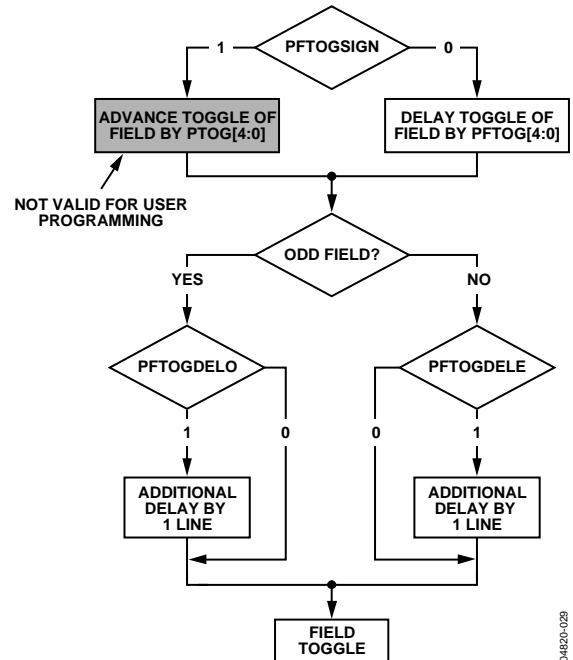 PFTOGSIGN
1
0
ADVANCE TOGGLE OF
FIELD BY PTOG[4:0]
DELAY TOGGLE OF
FIELD BY PFTOG[4:0]
NOT VALID FOR USER
PROGRAMMING
ODD FIELD?
YES
NO
PFTOGDELO
PFTOGDELE
1
0
0
1
ADDITIONAL
DELAY BY
1 LINE
ADDITIONAL
DELAY BY
1 LINE
FIELD
TOGGLE
04820-029